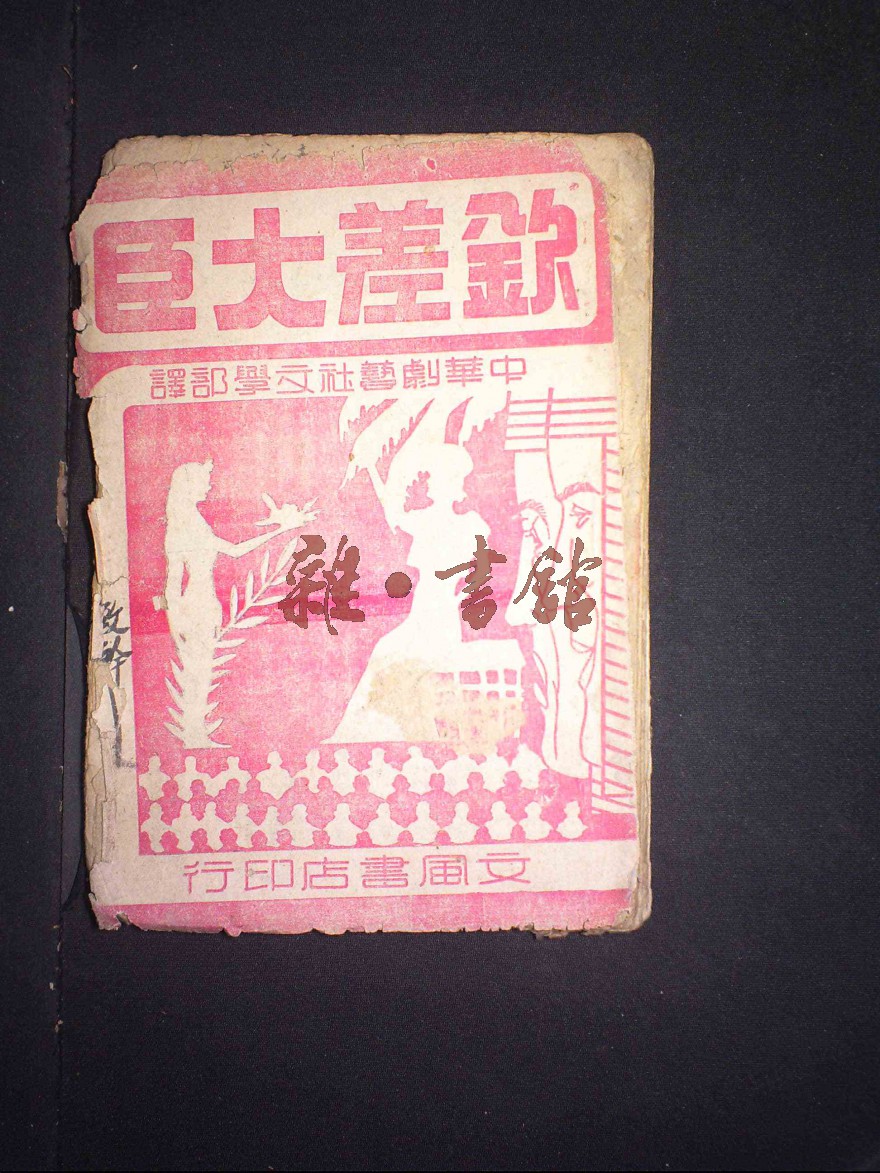 欽差大臣
中華劇藝社文學部譯
雜·書館
文風書店印行